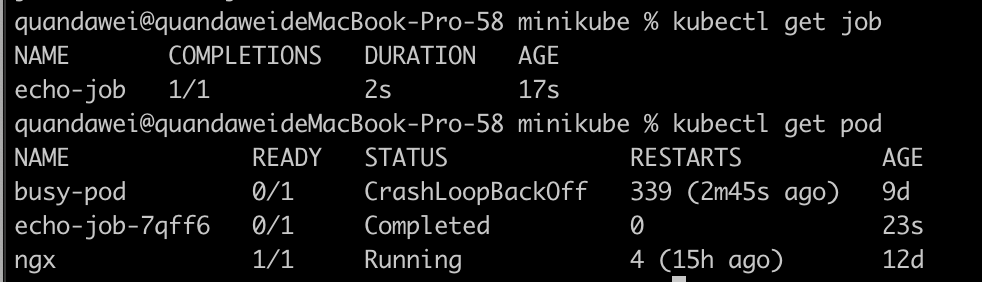 quandawei@quandaweideMacBook-Pro-58 minikube % kubectl get job
NAME COMPLETIONS DURATION AGE
echo-job 1/1 2s 17s
quandawei@quandaweideMacBook-Pro-58 minikube % kubectl get pod
NAME READY STATUS RESTARTS AGE
busy-pod 0/1 CrashLoopBackOff 339 (2m45s ago) 9d
echo-job-7qff6 0/1 Completed 0 23s
ngx 1/1 Running 4 (15h ago) 12d